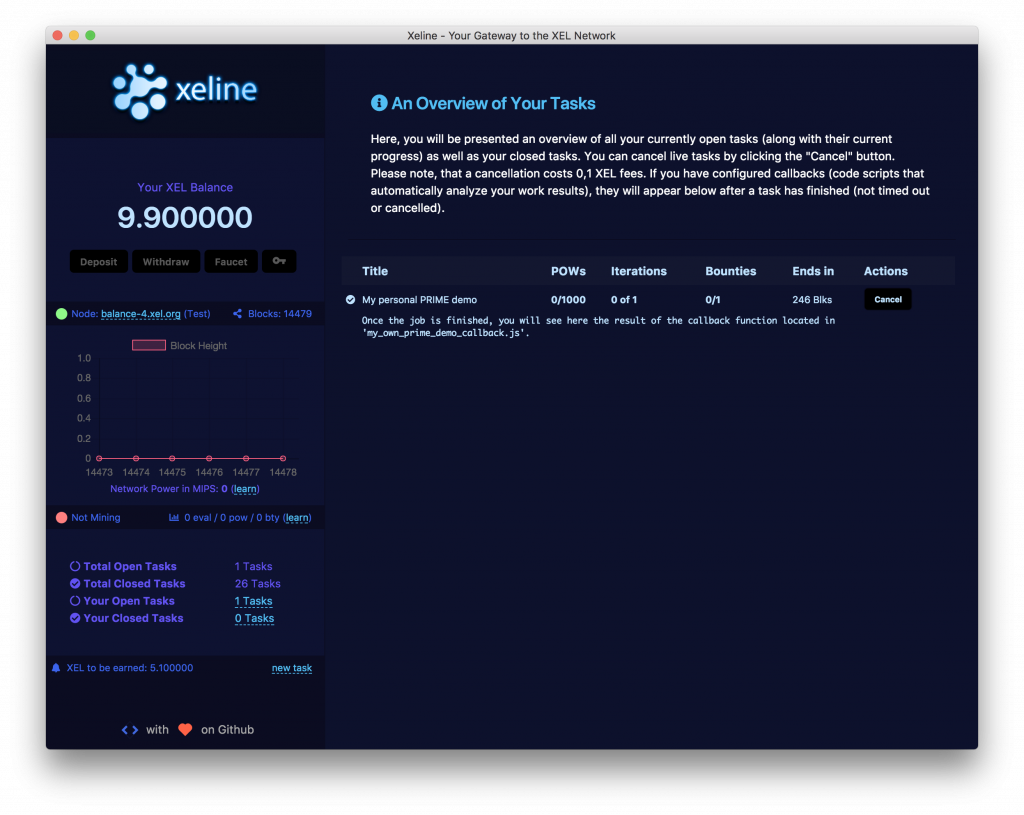 Xeline - Your Gateway to the XEL Network
xeline
Your XEL Balance
9.900000
Deposit Withdraw Faucet
Node: balance-4.xel.org (Test) Blocks: 14479
Block Height
1.0
0.8
0.6
0.4
0.2
0
14473 14474 14475 14476 14477 14478
Network Power in MIPS: 0 (learn)
Not Mining 0 eval / 0 pow / 0 bty (learn)
Total Open Tasks 1 Tasks
Total Closed Tasks 26 Tasks
Your Open Tasks 1 Tasks
Your Closed Tasks 0 Tasks
XEL to be earned: 5.100000 new task
with on Github
An Overview of Your Tasks
Here, you will be presented an overview of all your currently open tasks (along with their current
progress) as well as your closed tasks. You can cancel live tasks by clicking the "Cancel" button.
Please note, that a cancellation costs 0,1 XEL fees. If you have configured callbacks (code scripts that
automatically analyze your work results), they will appear below after a task has finished (not timed out
or cancelled).
Title POWs Iterations Bounties Ends in Actions
My personal PRIME demo 0/1000 0 of 1 0/1 246 Blks Cancel
Once the job is finished, you will see here the result of the callback function located in
'my_own_prime_demo_callback.js'.